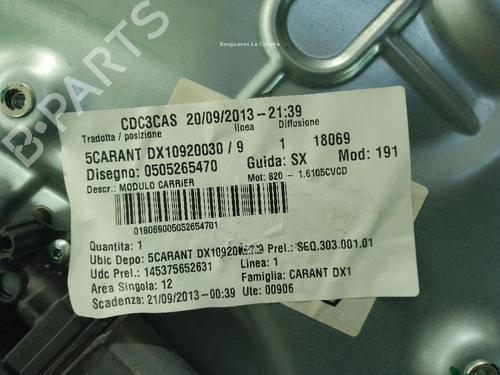 Desguaces La Cabaña
B-PARTS
CDC3CAS 20/09/2013-21:39
Tradotta / posizione linea Diffusione
5CARANT DX10920030 / 9 1 18069
Disegno: 0505265470 Guida: SX Mod: 191
Descr.: MODULO CARRIER Mot: 820 - 1.6105CVCD
018069005052654701
Quantita: 1
Ubic Depo: 5CARANT Prel.: SEQ.303.001.01
Udc Prel.: 145375652631 Linea: 1
Area Singola: 12 Famiglia: CARANT DX1
Scadenza: 21/09/2013-00:39 Ute: 00906